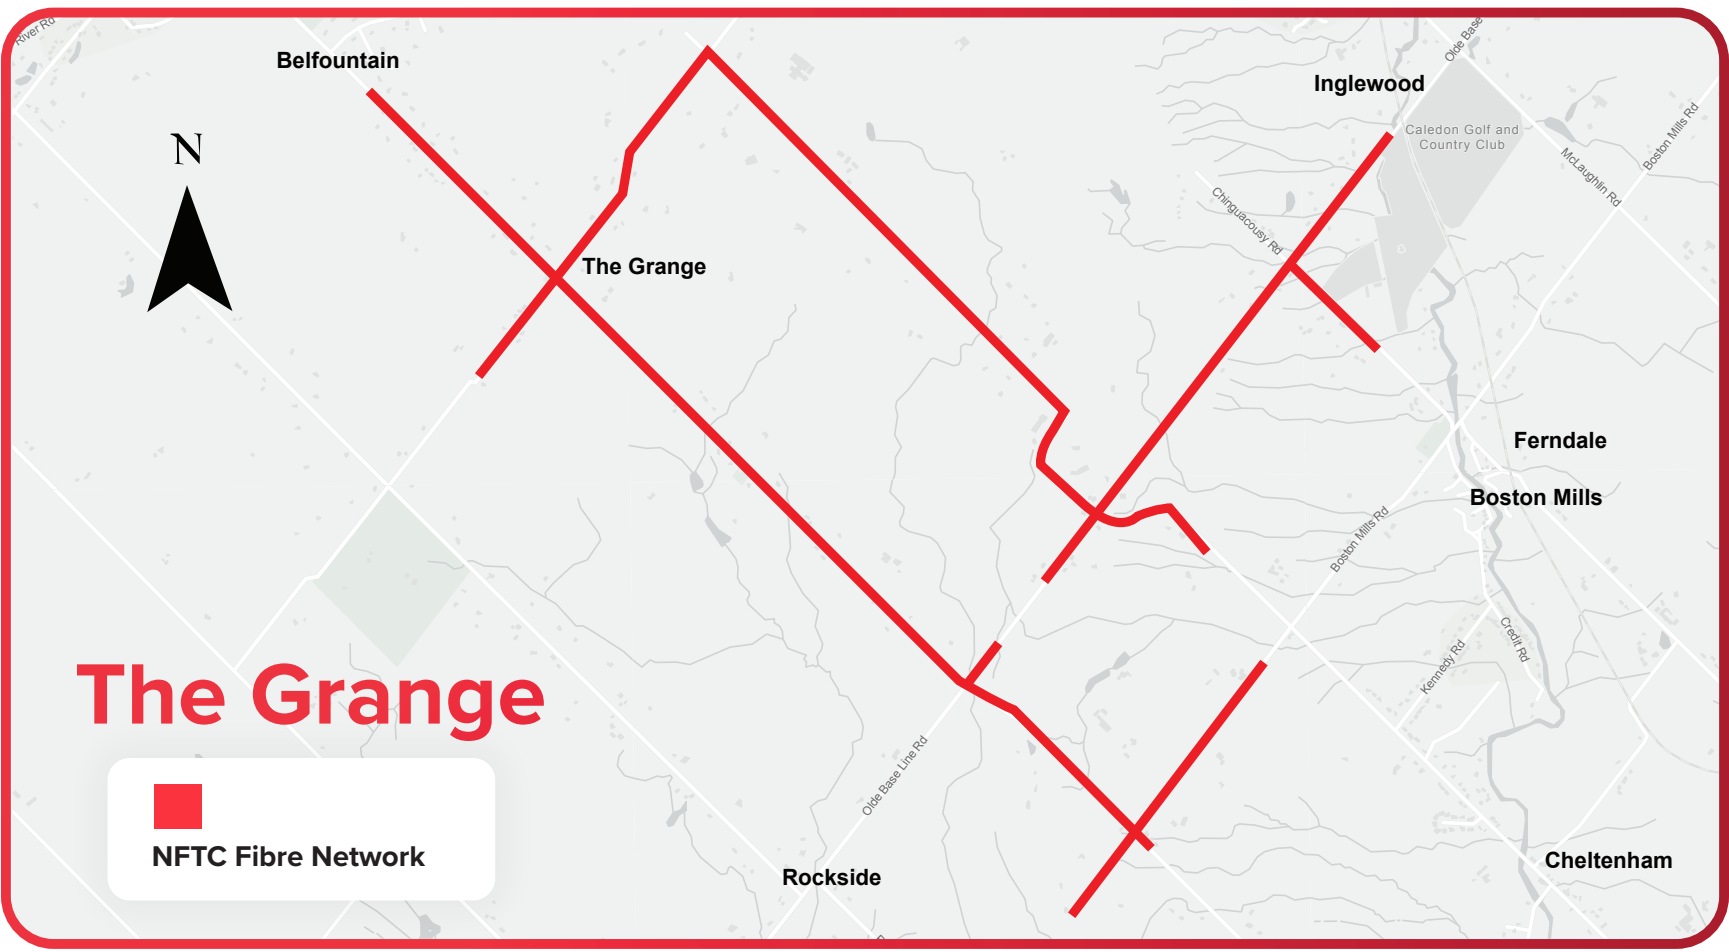 River Rd
Belfountain
Olde Base
Inglewood
Caledon Golf and
Country Club
Boston Mills Rd
McLaughlin Rd
N
Chinguacousy Rd
The Grange
Ferndale
Boston Mills
Boston Mills Rd
Credit Rd
Kennedy Rd
The Grange
Olde Base Line Rd
NFTC Fibre Network
Rockside
Cheltenham